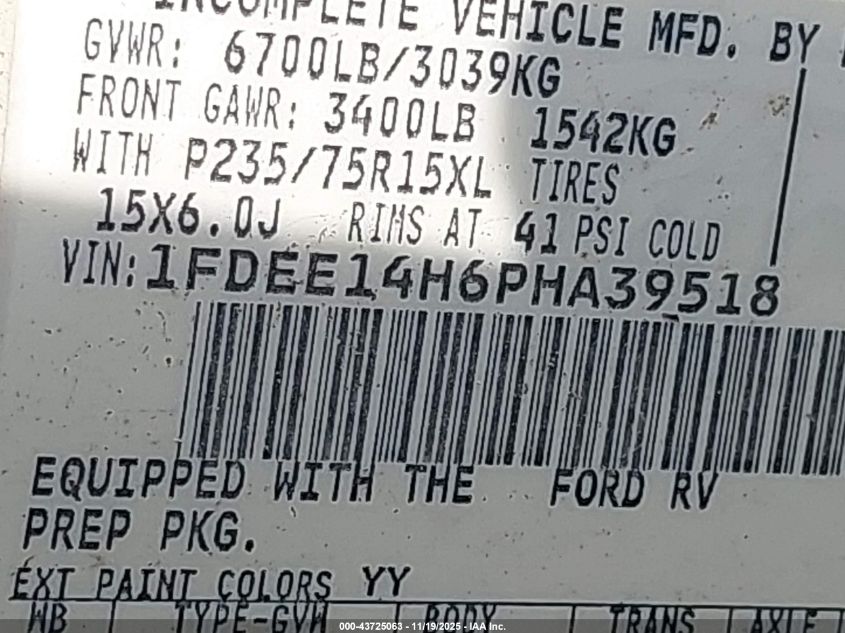 INCOMPLETE VEHICLE MFD. BY
GVWR: 6700LB/3039KG
FRONT GAWR: 3400LB 1542KG
WITH P235/75R15XL TIRES
15X6.0J RIMS AT 41 PSI COLD
VIN:1FDEE14H6PHA39518
EQUIPPED WITH THE FORD RV
PREP PKG.
EXT PAINT COLORS YY
WB TYPE-GVW BODY TRANS AXLE
000-43725063 - 11/19/2025 - IAA Inc.